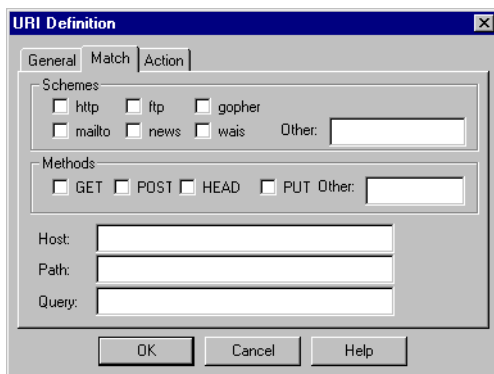 URI Definition
General Match Action
Schemes
http ftp gopher
mailto news wais Other:
Methods
GET POST HEAD PUT Other:
Host:
Path:
Query:
OK Cancel Help